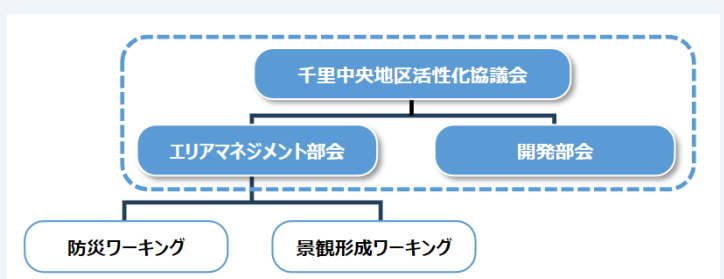 千里中央地区活性化協議会
エリアマネジメント部会
開発部会
防災ワーキング
景観形成ワーキング